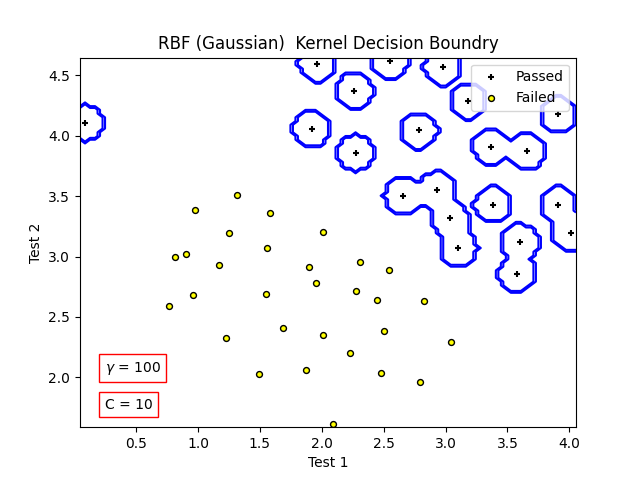 RBF (Gaussian)  Kernel Decision Boundry
Passed
Failed
4.5
4.0
3.5
3.0
2.5
2.0
Test 2
γ = 100
C = 10
0.5 1.0 1.5 2.0 2.5 3.0 3.5 4.0
Test 1